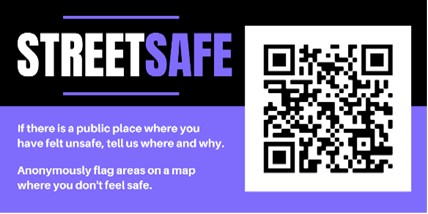 STREETSAFE
If there is a public place where you
have felt unsafe, tell us where and why.
Anonymously flag areas on a map
where you don't feel safe.